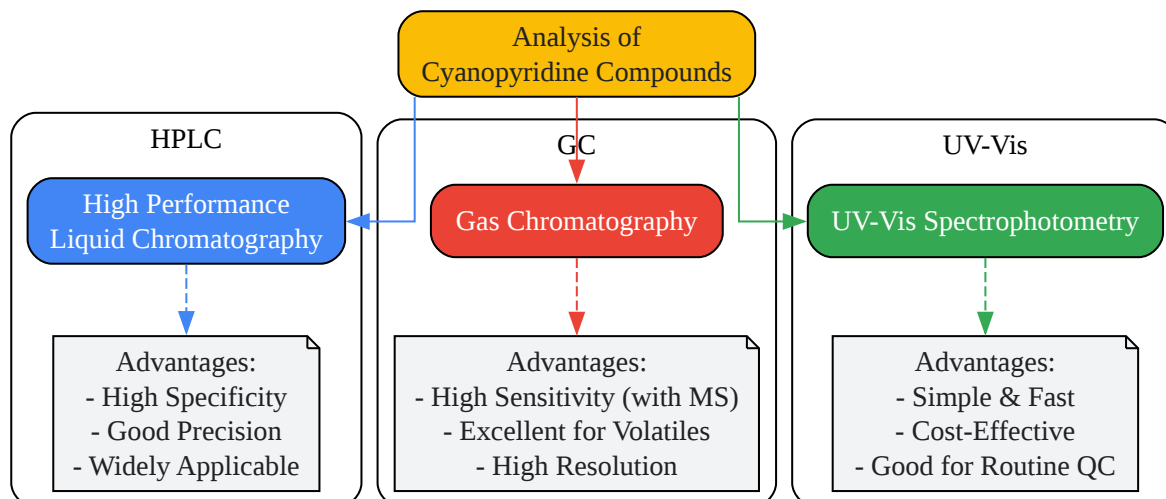 Analysis of
Cyanopyridine Compounds
HPLC
High Performance
Liquid Chromatography
Advantages:
- High Specificity
- Good Precision
- Widely Applicable
GC
Gas Chromatography
Advantages:
- High Sensitivity (with MS)
- Excellent for Volatiles
- High Resolution
UV-Vis
UV-Vis Spectrophotometry
Advantages:
- Simple & Fast
- Cost-Effective
- Good for Routine QC